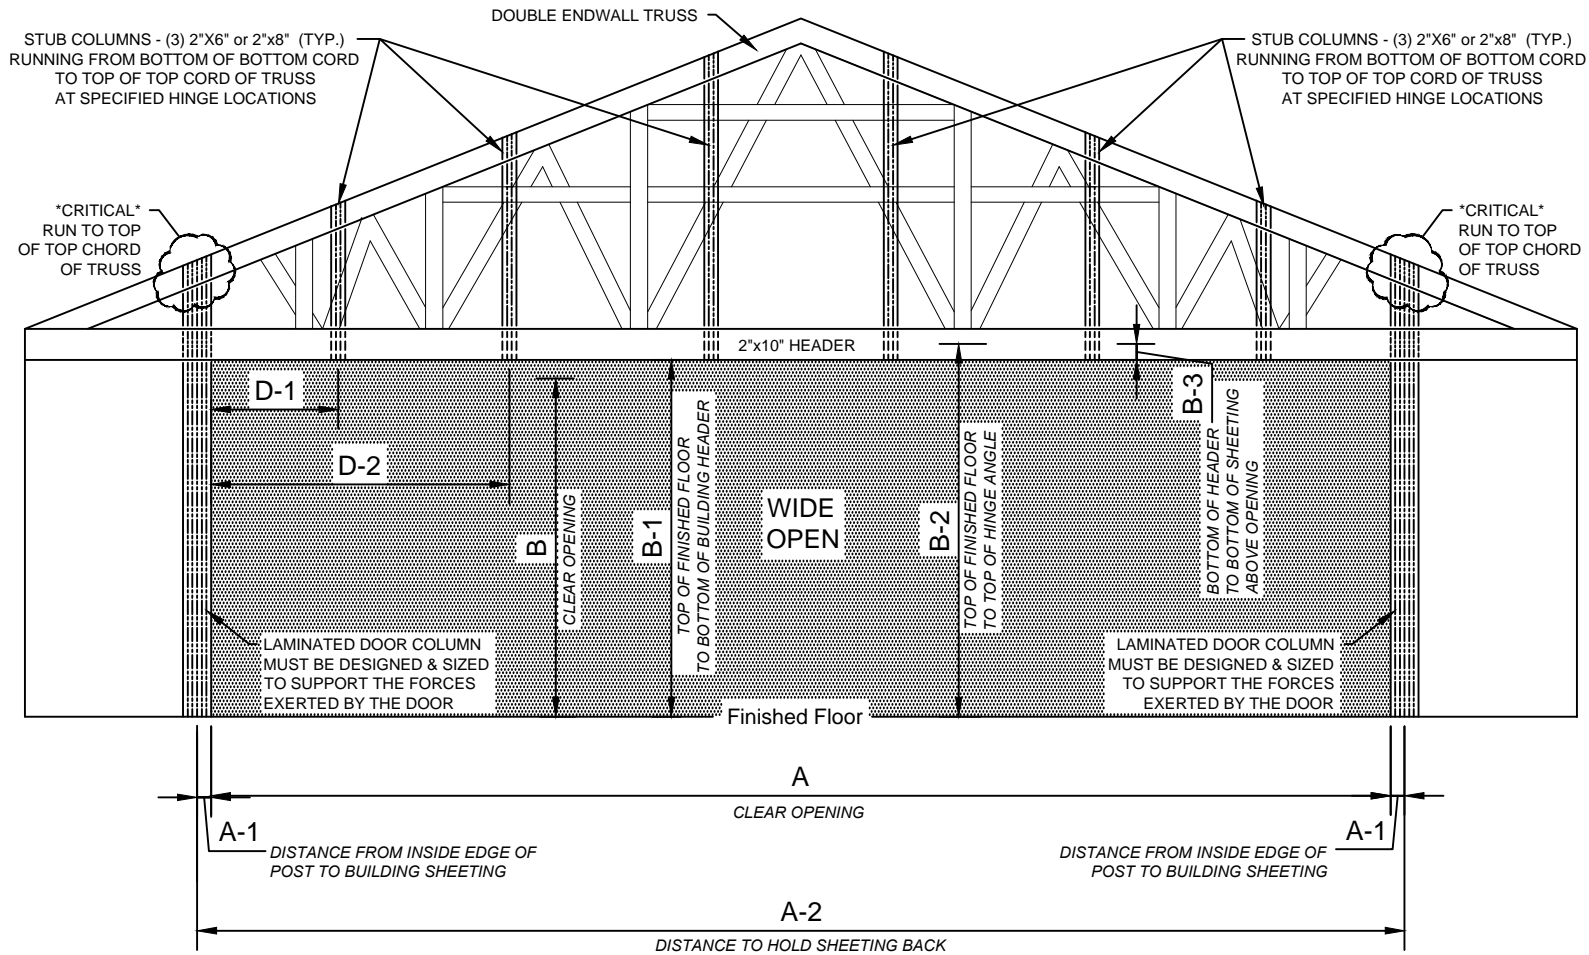 DOUBLE ENDWALL TRUSS
STUB COLUMNS - (3) 2"X6" or 2"x8" (TYP.)
RUNNING FROM BOTTOM OF BOTTOM CORD
TO TOP OF TOP CORD OF TRUSS
AT SPECIFIED HINGE LOCATIONS
STUB COLUMNS - (3) 2"X6" or 2"x8" (TYP.)
RUNNING FROM BOTTOM OF BOTTOM CORD
TO TOP OF TOP CORD OF TRUSS
AT SPECIFIED HINGE LOCATIONS
*CRITICAL*
RUN TO TOP
OF TOP CHORD
OF TRUSS
*CRITICAL*
RUN TO TOP
OF TOP CHORD
OF TRUSS
2"x10" HEADER
D-1
D-2
B
CLEAR OPENING
B-1
TOP OF FINISHED FLOOR
TO BOTTOM OF BUILDING HEADER
WIDE
OPEN
B-2
TOP OF FINISHED FLOOR
TO TOP OF HINGE ANGLE
B-3
BOTTOM OF HEADER
TO BOTTOM OF SHEETING
ABOVE OPENING
LAMINATED DOOR COLUMN
MUST BE DESIGNED & SIZED
TO SUPPORT THE FORCES
EXERTED BY THE DOOR
LAMINATED DOOR COLUMN
MUST BE DESIGNED & SIZED
TO SUPPORT THE FORCES
EXERTED BY THE DOOR
Finished Floor
A
CLEAR OPENING
A-1
DISTANCE FROM INSIDE EDGE OF
POST TO BUILDING SHEETING
A-1
DISTANCE FROM INSIDE EDGE OF
POST TO BUILDING SHEETING
A-2
DISTANCE TO HOLD SHEETING BACK